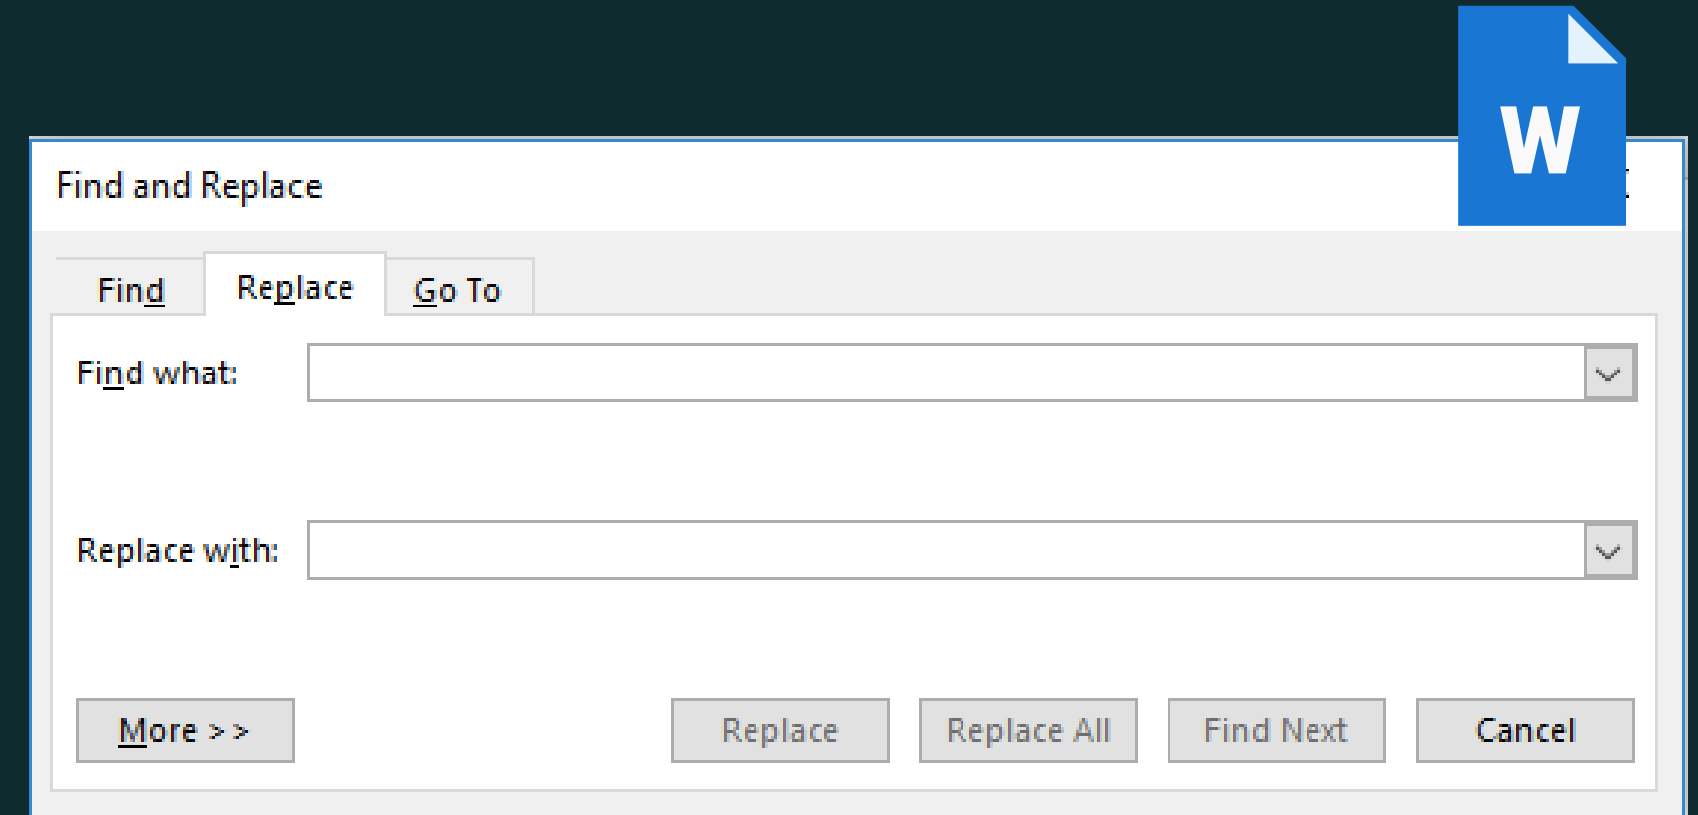 W
Find and Replace
Find Replace Go To
Find what:
Replace with:
More > > Replace Replace All Find Next Cancel